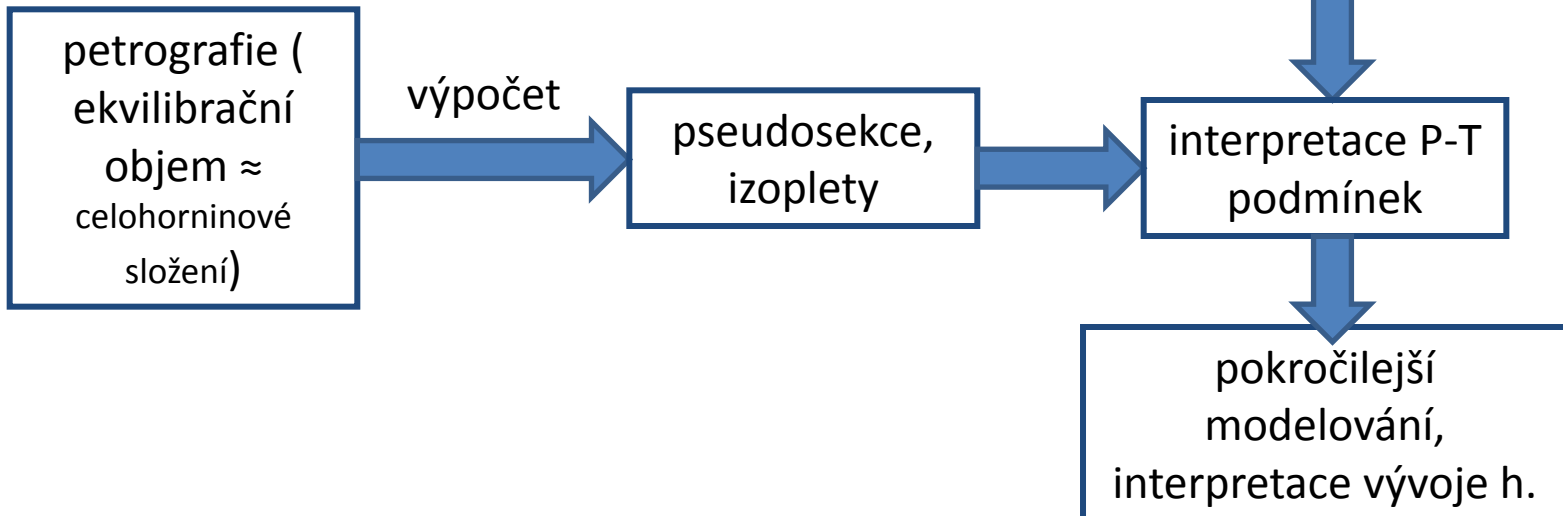 petrografie (
ekvilibrační
objem ≈
celohorninové
složení)
výpočet
pseudosekce,
izoplety
interpretace P-T
podmínek
pokročilejší
modelování,
interpretace vývoje h.